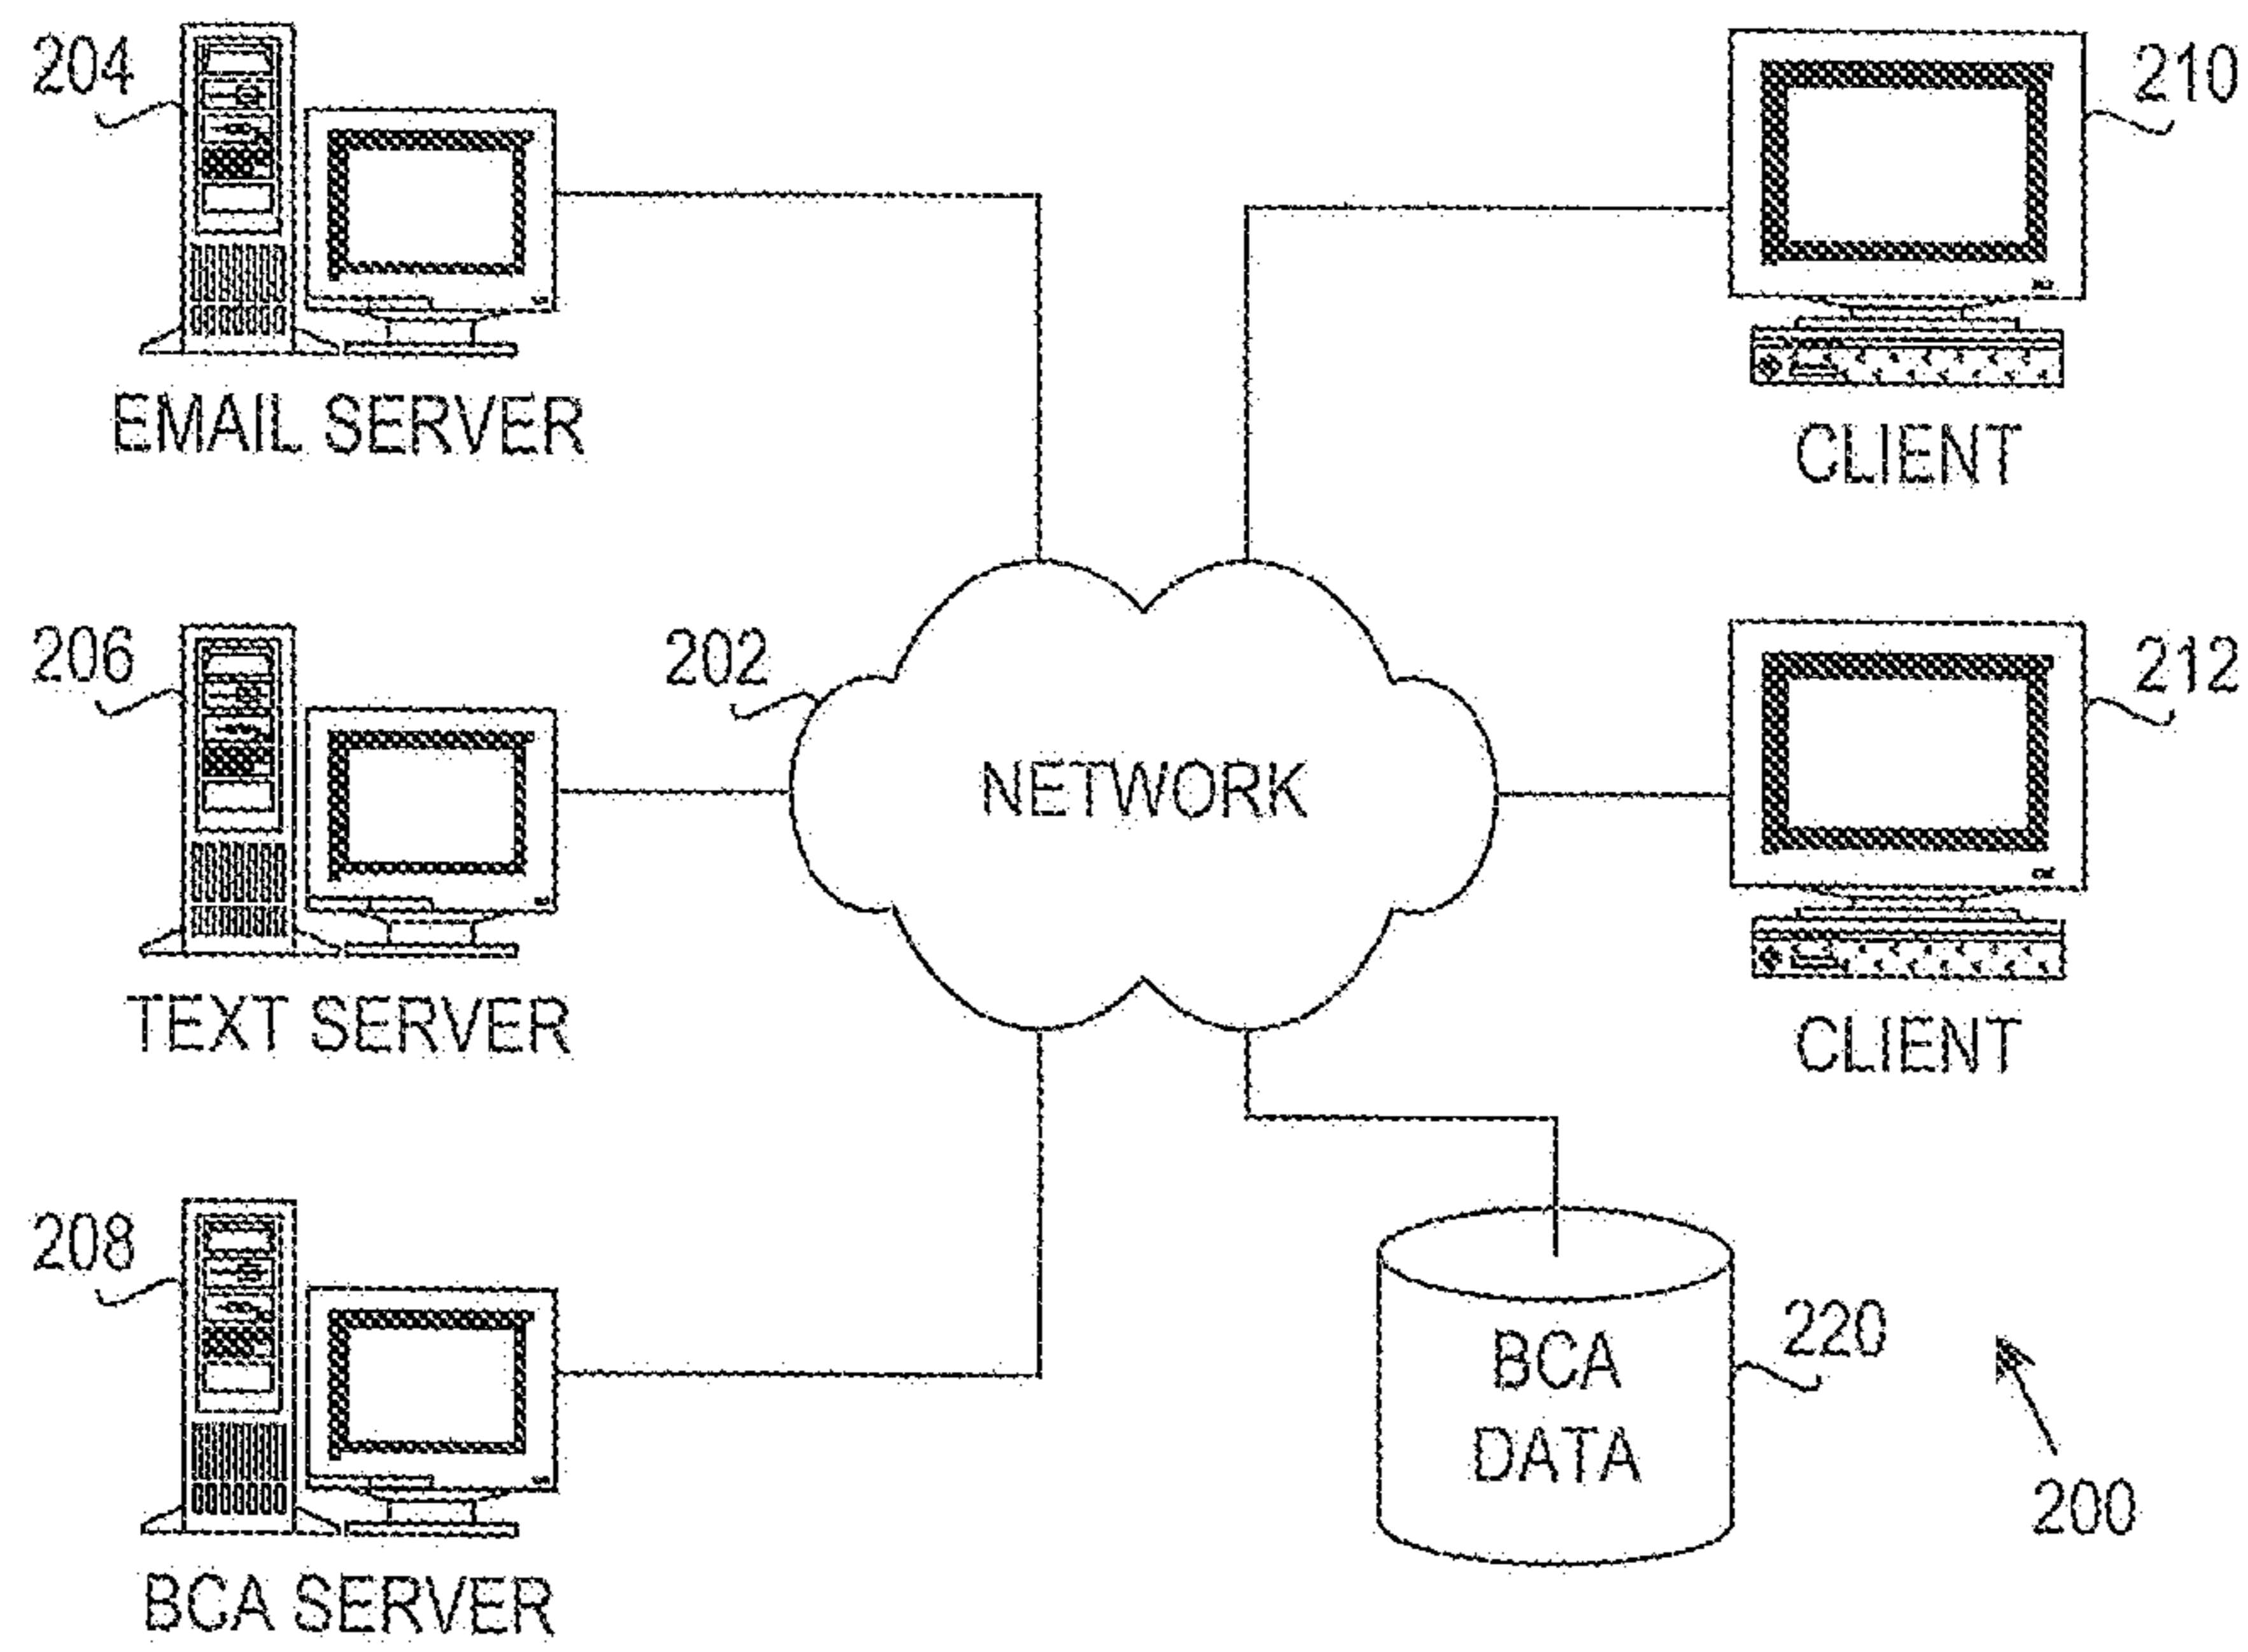 204
EMAIL SERVER
210
CLIENT
206
TEXT SERVER
202
NETWORK
212
CLIENT
208
BCA SERVER
BCA
DATA
220
200